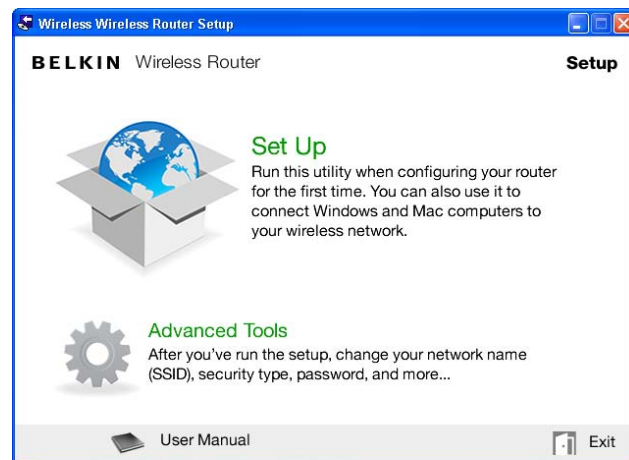 Wireless Wireless Router Setup
BELKIN Wireless Router
Setup
Set Up
Run this utility when configuring your router
for the first time. You can also use it to
connect Windows and Mac computers to
your wireless network.
Advanced Tools
After you've run the setup, change your network name
(SSID), security type, password, and more...
User Manual
Exit